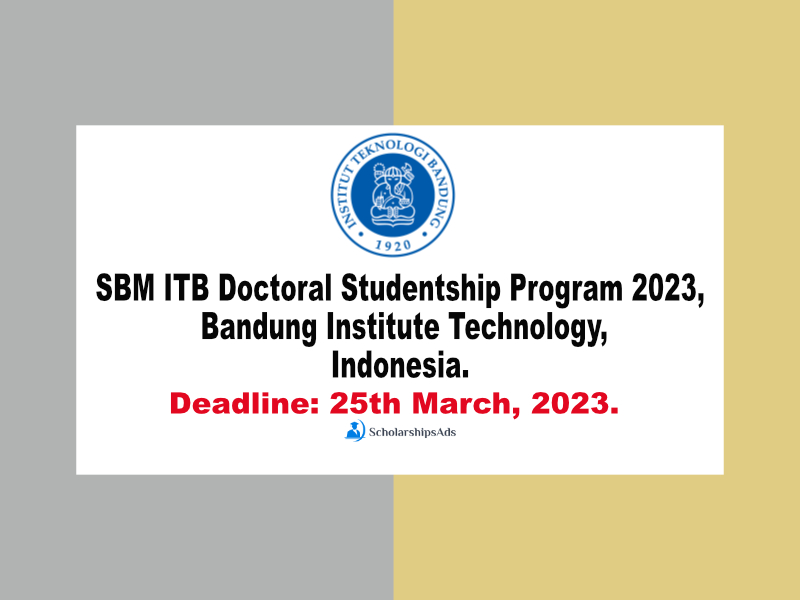 INSTITUT TEKNOLOGI BANDUNG
• 1920 •
SBM ITB Doctoral Studentship Program 2023,
Bandung Institute Technology,
Indonesia.
Deadline: 25th March, 2023.
ScholarshipsAds